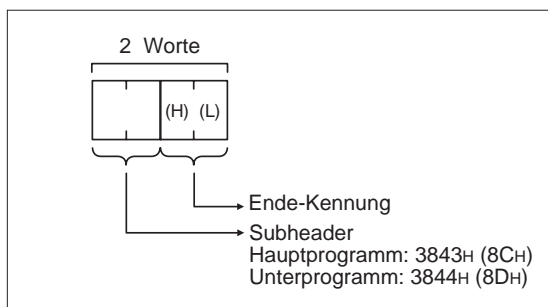 2 Worte
(H) (L)
Ende-Kennung
Subheader
Hauptprogramm: 3843H (8CH)
Unterprogramm: 3844H (8DH)